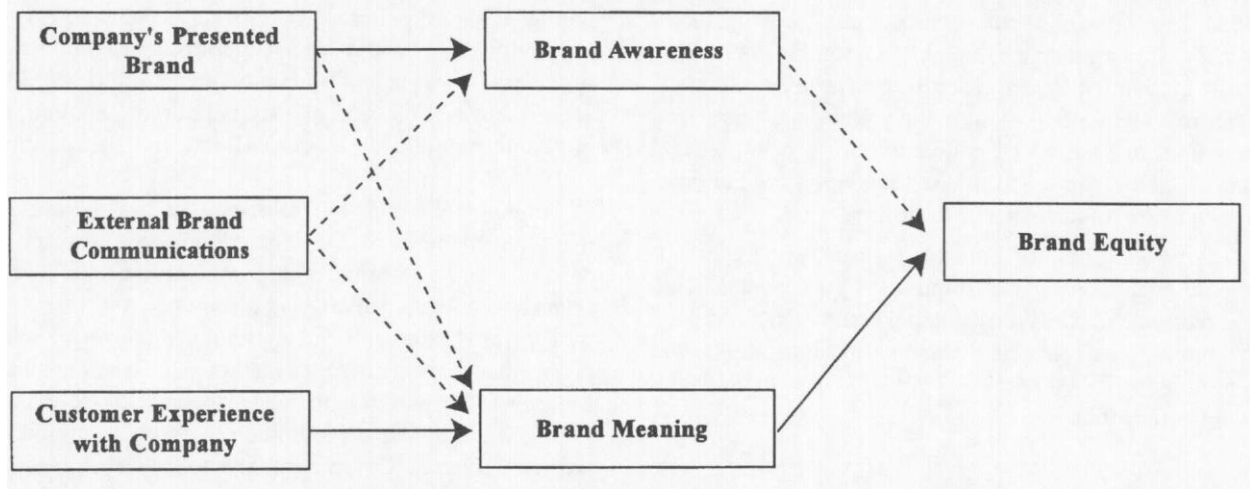 Company's Presented
Brand
Brand Awareness
External Brand
Communications
Brand Equity
Customer Experience
with Company
Brand Meaning